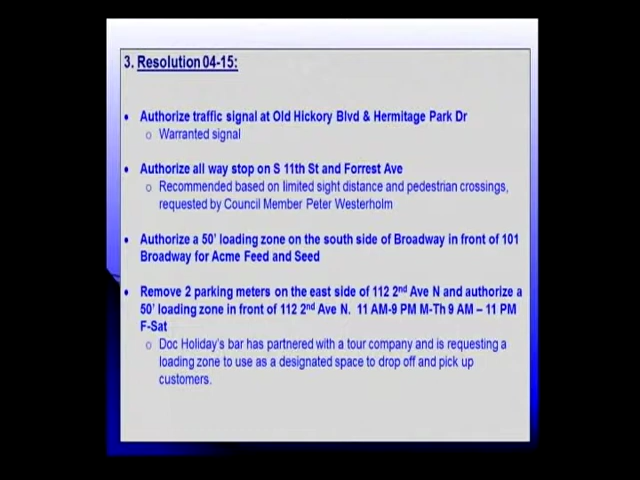 3. Resolution 04-15:
• Authorize traffic signal at Old Hickory Blvd & Hermitage Park Dr
o Warranted signal
• Authorize all way stop on S 11th St and Forrest Ave
o Recommended based on limited sight distance and pedestrian crossings,
requested by Council Member Peter Westerholm
• Authorize a 50' loading zone on the south side of Broadway in front of 101
Broadway for Acme Feed and Seed
• Remove 2 parking meters on the east side of 112 2nd Ave N and authorize a
50' loading zone in front of 112 2nd Ave N. 11 AM-9 PM M-Th 9 AM – 11 PM
F-Sat
o Doc Holiday's bar has partnered with a tour company and is requesting a
loading zone to use as a designated space to drop off and pick up
customers.